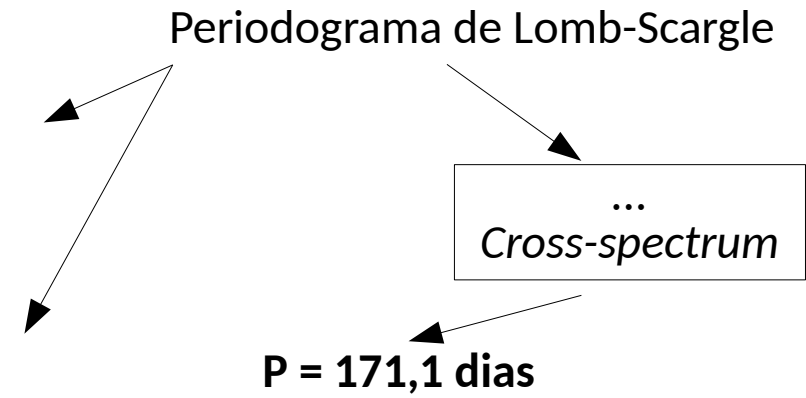 Periodograma de Lomb-Scargle
...
Cross-spectrum
P = 171,1 dias